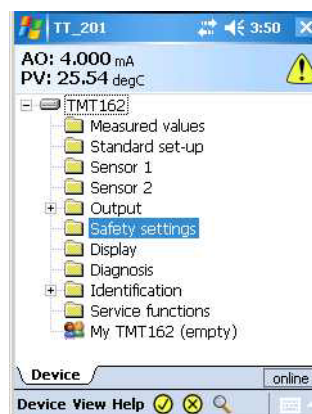 TT_201 3:50
AO: 4.000 mA
PV: 25.54 degC
TMT162
Measured values
Standard set-up
Sensor 1
Sensor 2
Output
Safety settings
Display
Diagnosis
Identification
Service functions
My TMT162 (empty)
Device online
Device View Help